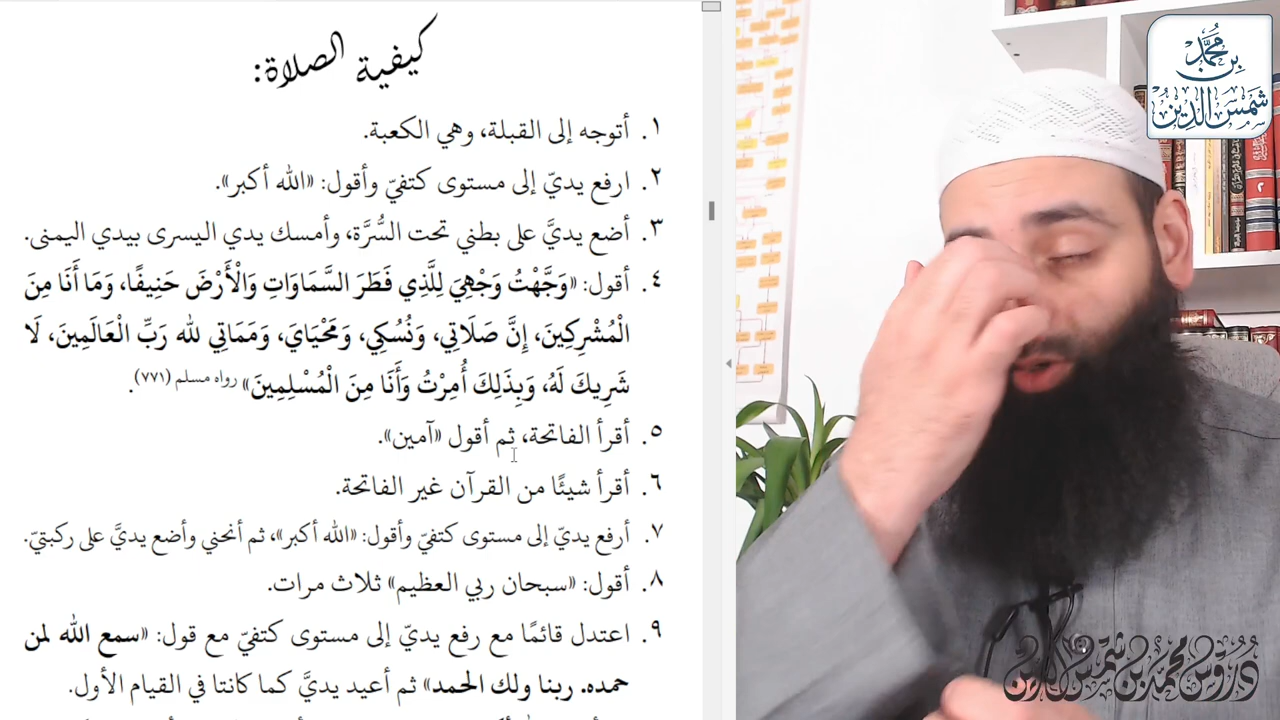 كيفية الصلاة:
١. أتوجه إلى القبلة، وهي الكعبة.
٢. ارفع يديّ إلى مستوى كتفيّ وأقول: «الله أكبر».
٣. أضع يديَّ على بطني تحت السُّرَّة، وأمسك يدي اليسرى بيدي اليمنى.
٤. أقول: «وَجَّهْتُ وَجْهِيَ لِلَّذِي فَطَرَ السَّمَاوَاتِ وَالْأَرْضَ حَنِيفًا، وَمَا أَنَا مِنَ
الْمُشْرِكِينَ، إِنَّ صَلَاتِي، وَنُسُكِي، وَمَحْيَايَ، وَمَمَاتِي لله رَبِّ الْعَالَمِينَ، لَا
شَرِيكَ لَهُ، وَبِذَلِكَ أُمِرْتُ وَأَنَا مِنَ الْمُسْلِمِينَ» رواه مسلم (٧٧١).
٥. أقرأ الفاتحة، ثم أقول «آمين».
٦. أقرأ شيئًا من القرآن غير الفاتحة.
٧. أرفع يديّ إلى مستوى كتفيّ وأقول: «الله أكبر»، ثم أنحني وأضع يديَّ على ركبتيّ.
٨. أقول: «سبحان ربي العظيم» ثلاث مرات.
٩. اعتدل قائمًا مع رفع يديّ إلى مستوى كتفيّ مع قول: «سمع الله لمن
حمده. ربنا ولك الحمد» ثم أعيد يديَّ كما كانتا في القيام الأول.
بن مُحَمَّد
شَمْسُ الدِّين
دروس محمد بن شمس الدين